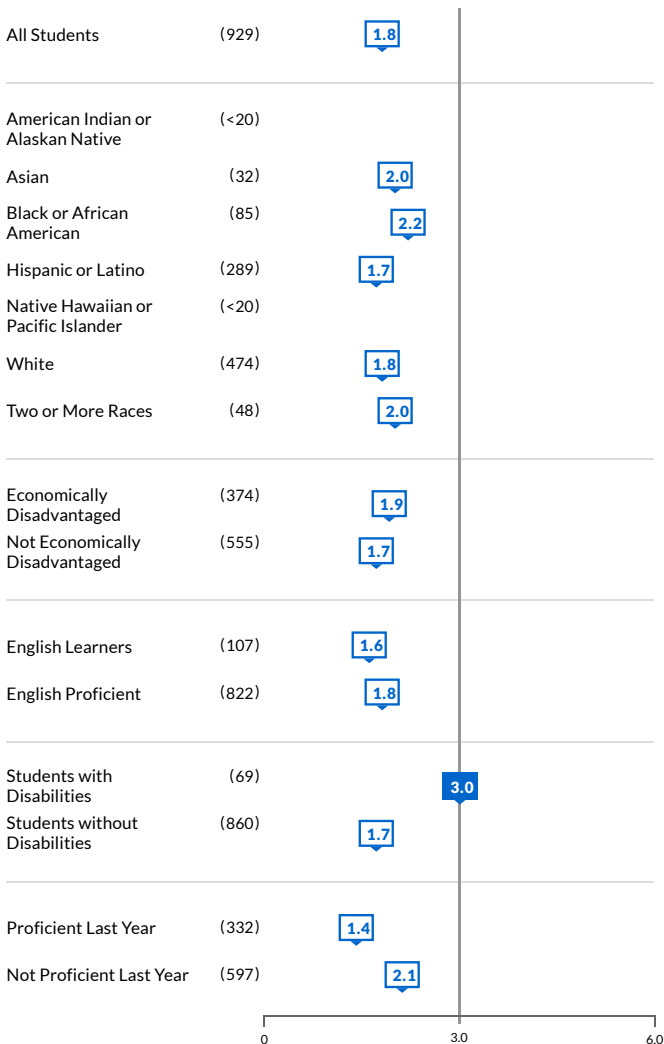 All Students (929) 1.8
American Indian or
Alaskan Native (<20)
Asian (32) 2.0
Black or African
American (85) 2.2
Hispanic or Latino (289) 1.7
Native Hawaiian or
Pacific Islander (<20)
White (474) 1.8
Two or More Races (48) 2.0
Economically
Disadvantaged (374) 1.9
Not Economically
Disadvantaged (555) 1.7
English Learners (107) 1.6
English Proficient (822) 1.8
Students with
Disabilities (69) 3.0
Students without
Disabilities (860) 1.7
Proficient Last Year (332) 1.4
Not Proficient Last Year (597) 2.1
0 3.0 6.0